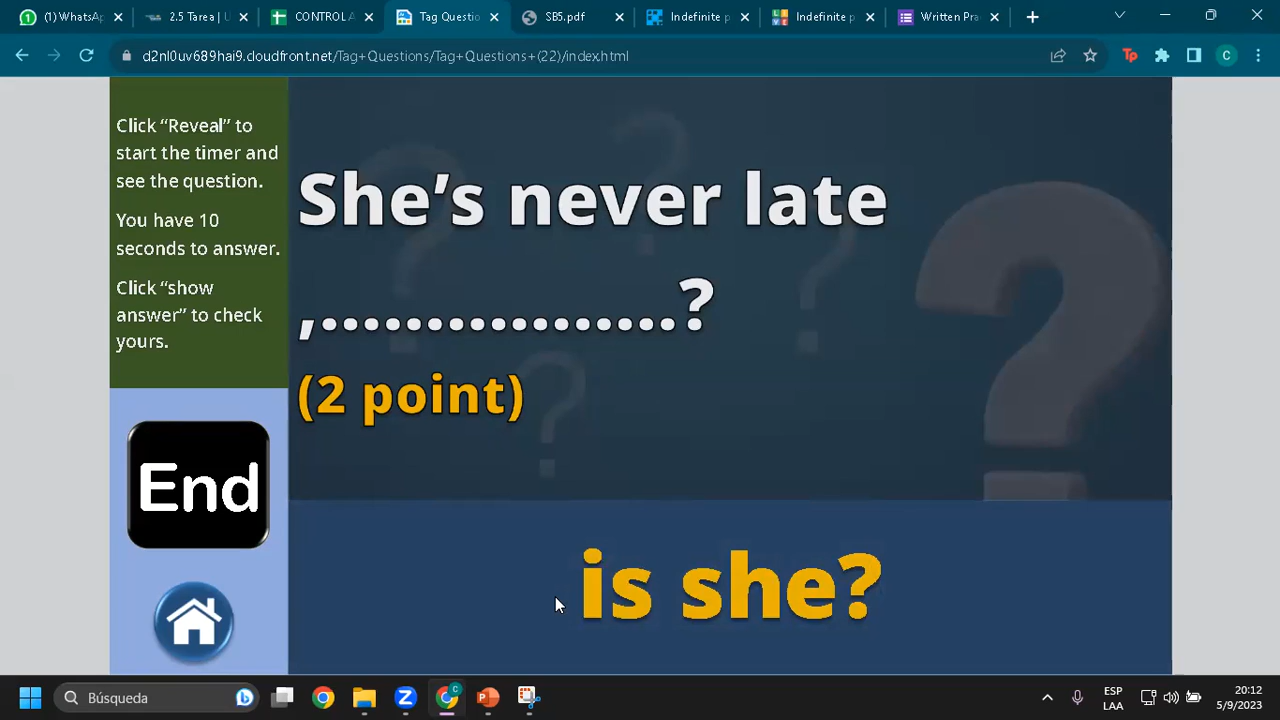 (1) WhatsA
2.5 Tarea | U
CONTROL A
Tag Questio
SB5.pdf
Indefinite p
Indefinite p
Written Pra
d2nl0uv689hai9.cloudfront.net/Tag+Questions/Tag+Questions+(22)/index.html
Tp
C
Click “Reveal” to
start the timer and
see the question.
You have 10
seconds to answer.
Click “show
answer” to check
yours.
End
She’s never late
,.................?
(2 point)
is she?
Búsqueda
ESP
LAA
20:12
5/9/2023